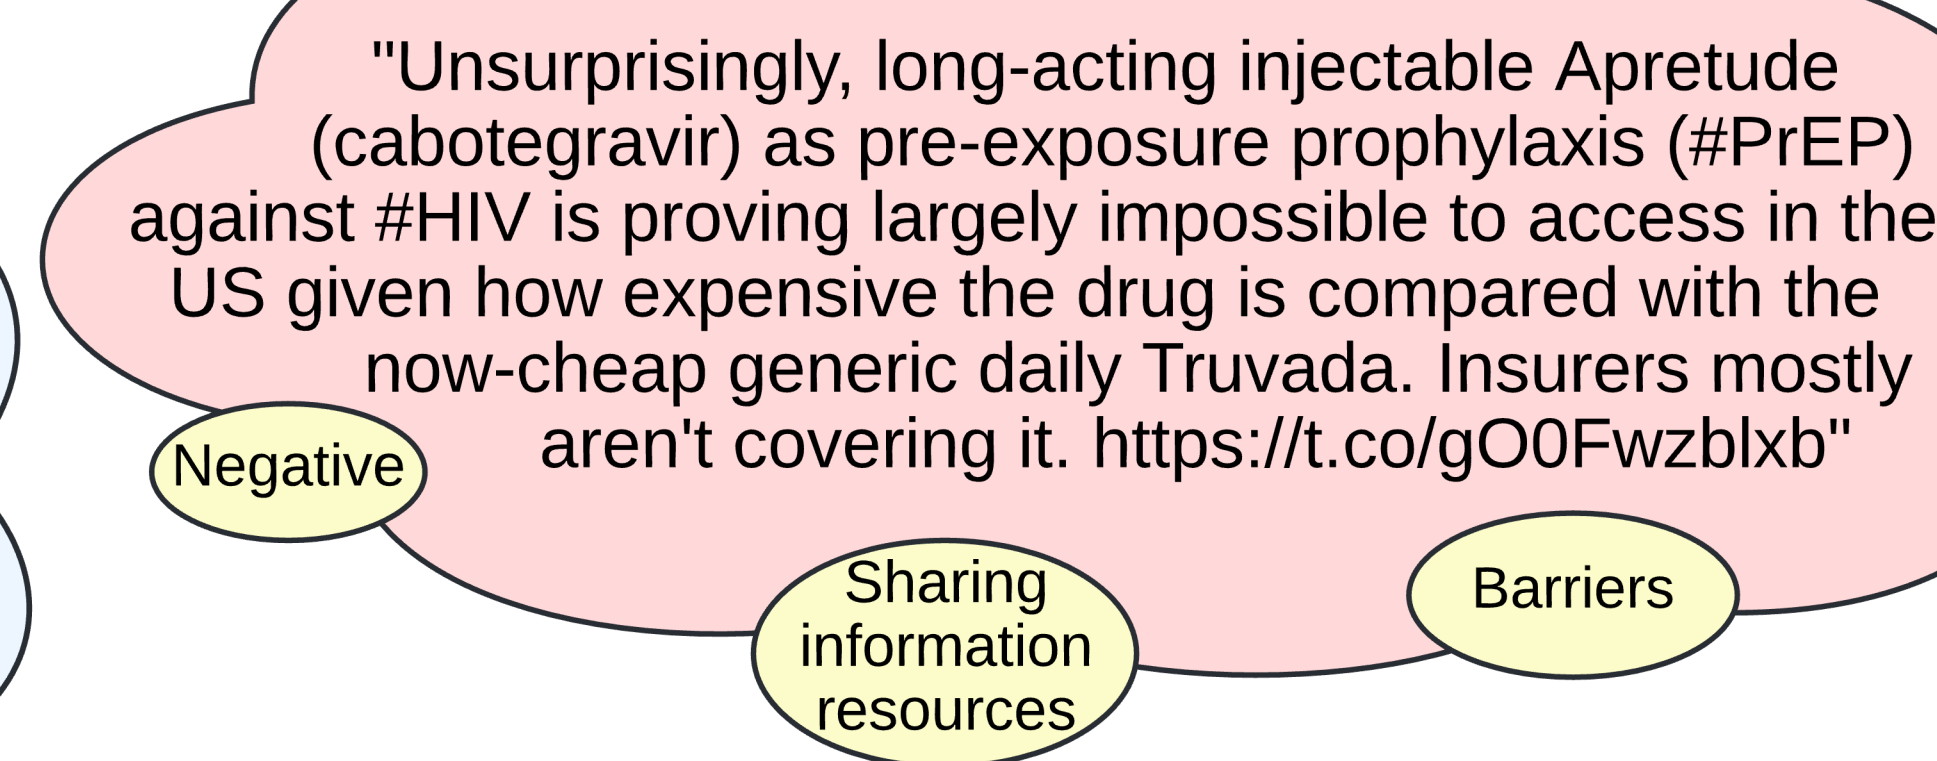 "Unsurprisingly, long-acting injectable Apretude
(cabotegravir) as pre-exposure prophylaxis (#PrEP)
against #HIV is proving largely impossible to access in the
US given how expensive the drug is compared with the
now-cheap generic daily Truvada. Insurers mostly
aren't covering it. https://t.co/gO0Fwzblxb"
Negative
Sharing
information
resources
Barriers